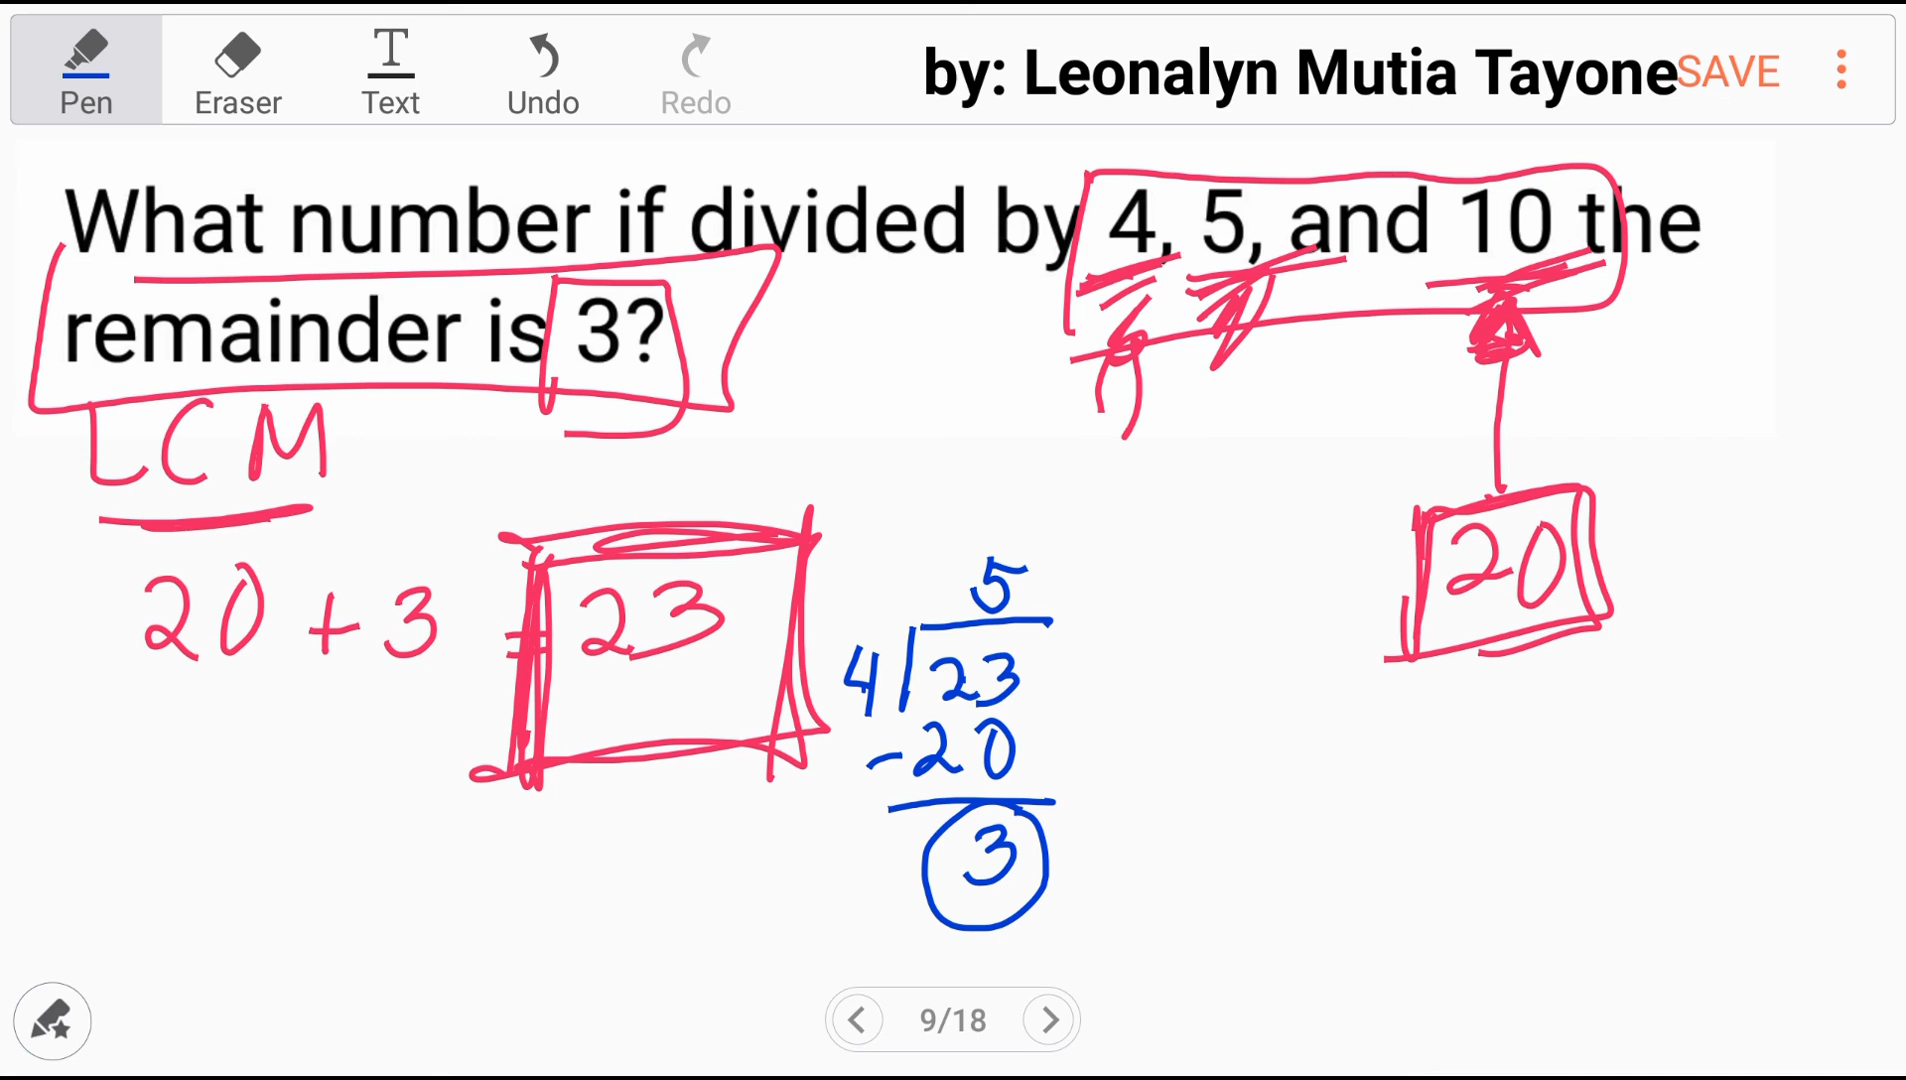 Pen
Eraser
Text
Undo
Redo
by: Leonalyn Mutia Tayone
SAVE
What number if divided by 4, 5, and 10 the
remainder is 3?
LCM
20
20 + 3 = 23
5
4 23
-20
3
9/18